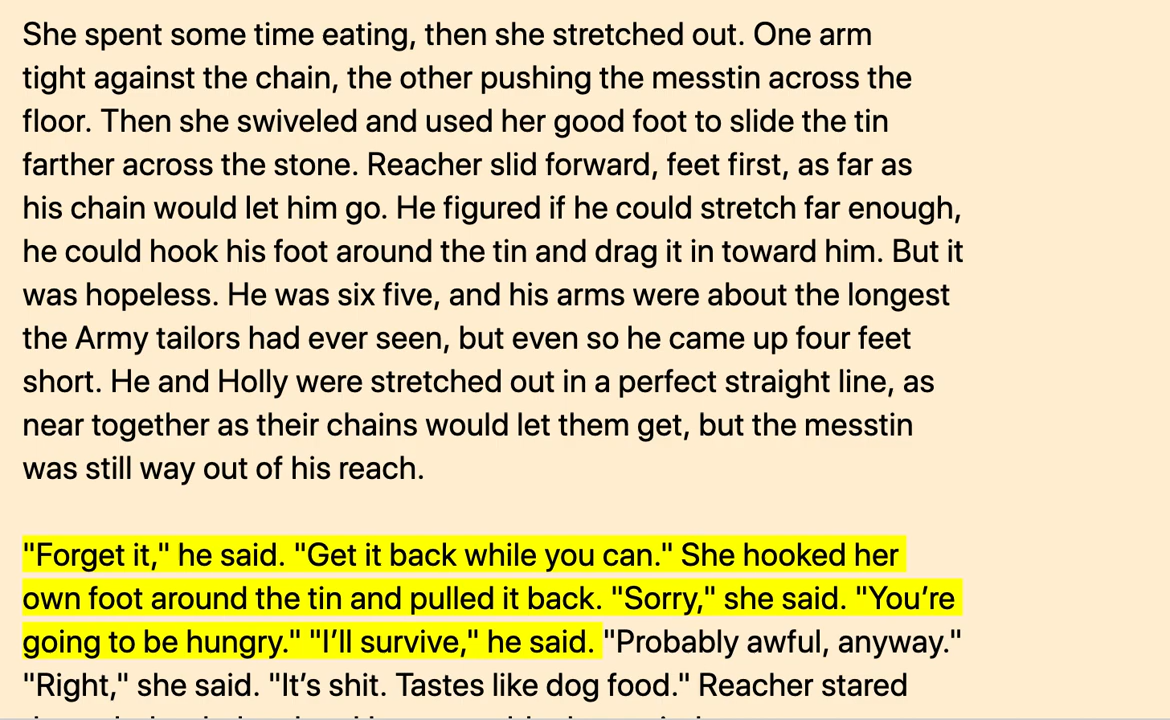 She spent some time eating, then she stretched out. One arm
tight against the chain, the other pushing the messtin across the
floor. Then she swiveled and used her good foot to slide the tin
farther across the stone. Reacher slid forward, feet first, as far as
his chain would let him go. He figured if he could stretch far enough,
he could hook his foot around the tin and drag it in toward him. But it
was hopeless. He was six five, and his arms were about the longest
the Army tailors had ever seen, but even so he came up four feet
short. He and Holly were stretched out in a perfect straight line, as
near together as their chains would let them get, but the messtin
was still way out of his reach.
"Forget it," he said. "Get it back while you can." She hooked her
own foot around the tin and pulled it back. "Sorry," she said. "You’re
going to be hungry." "I’ll survive," he said. "Probably awful, anyway."
"Right," she said. "It’s shit. Tastes like dog food." Reacher stared